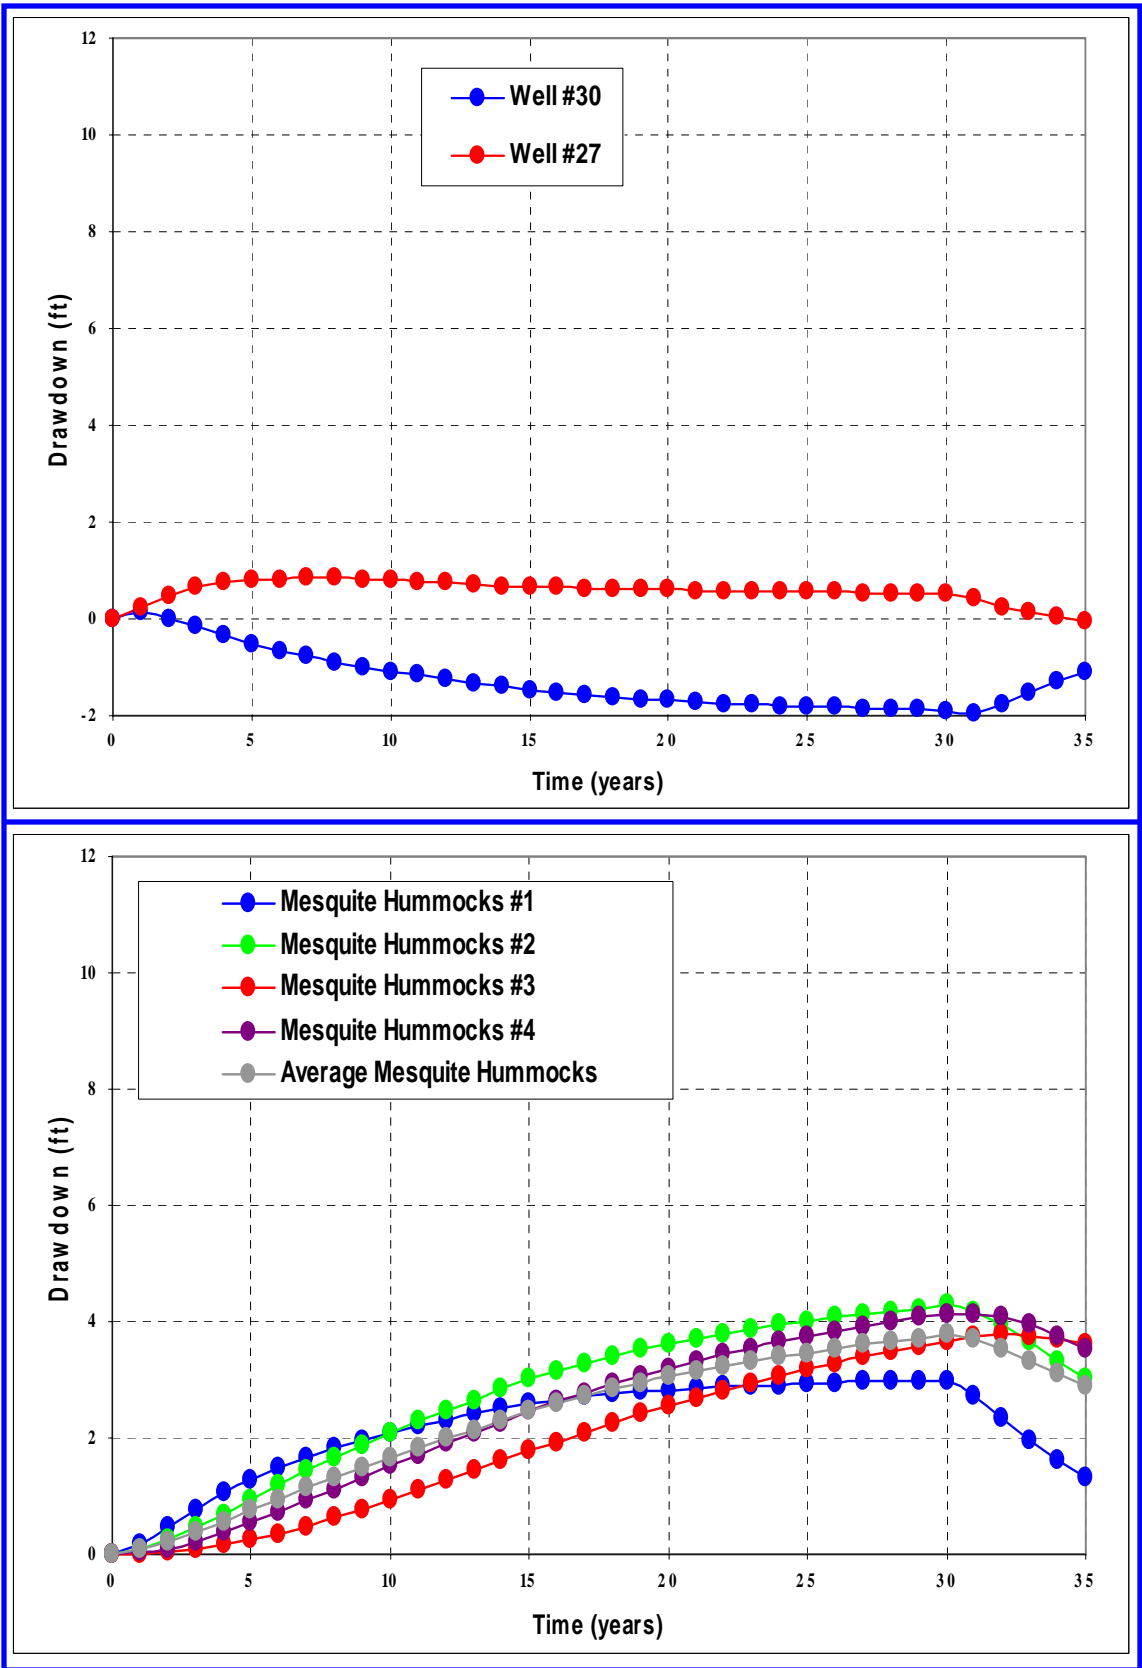 12
10
8
6
4
2
0
-2
Drawdown (ft)
Well #30
Well #27
0 5 10 15 20 25 30 35
Time (years)
12
10
8
6
4
2
0
Drawdown (ft)
Mesquite Hummocks #1
Mesquite Hummocks #2
Mesquite Hummocks #3
Mesquite Hummocks #4
Average Mesquite Hummocks
0 5 10 15 20 25 30 35
Time (years)